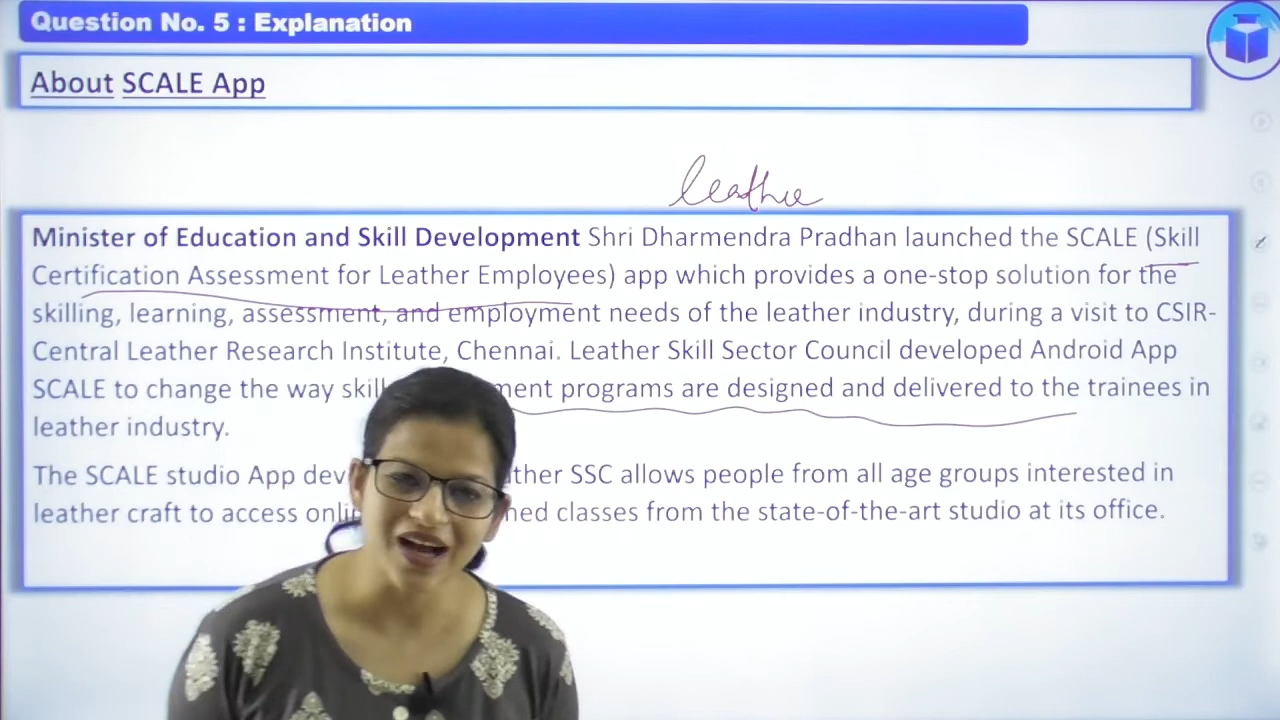 Question No. 5 : Explanation
About SCALE App
leathe
Minister of Education and Skill Development Shri Dharmendra Pradhan launched the SCALE (Skill
Certification Assessment for Leather Employees) app which provides a one-stop solution for the
skilling, learning, assessment, and employment needs of the leather industry, during a visit to CSIR-
Central Leather Research Institute, Chennai. Leather Skill Sector Council developed Android App
SCALE to change the way skil ment programs are designed and delivered to the trainees in
leather industry.
The SCALE studio App dev ther SSC allows people from all age groups interested in
leather craft to access onli ned classes from the state-of-the-art studio at its office.